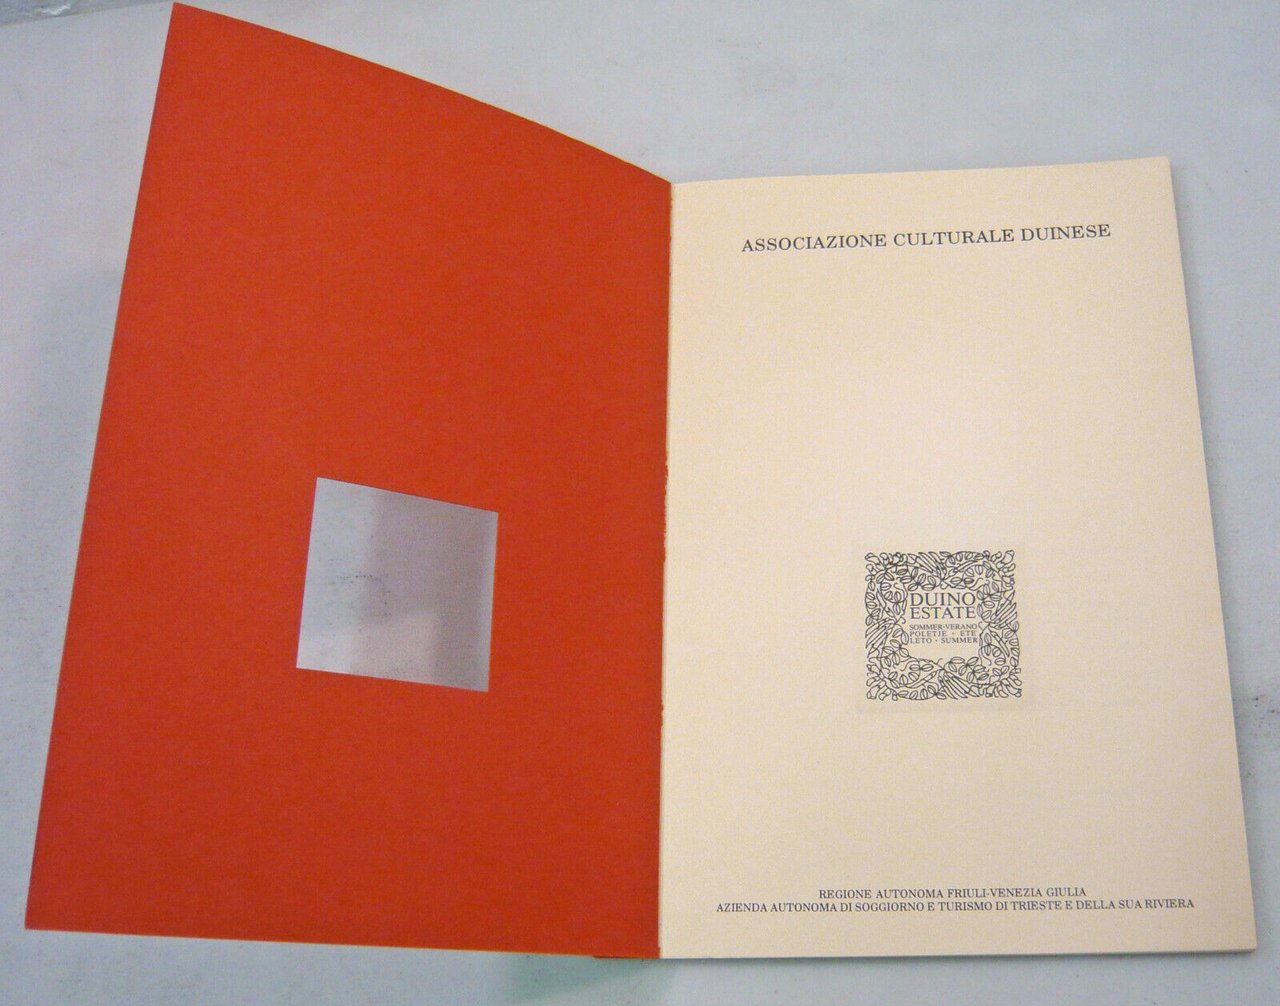 ASSOCIAZIONE CULTURALE DUINESE
DUINO
ESTATE
SOMMER·VERANO
POLETJE · ETE
LETO · SUMMER
REGIONE AUTONOMA FRIULI-VENEZIA GIULIA
AZIENDA AUTONOMA DI SOGGIORNO E TURISMO DI TRIESTE E DELLA SUA RIVIERA